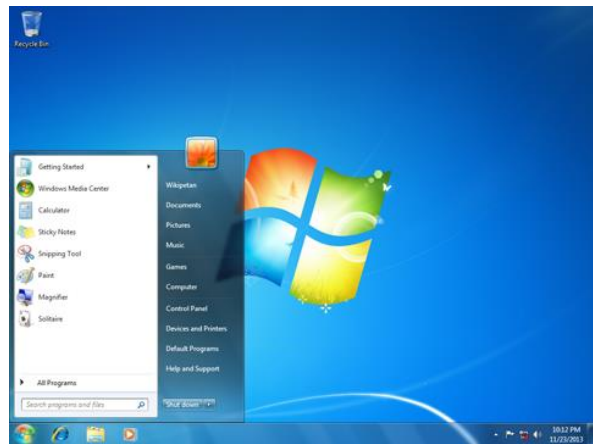 Recycle Bin
Getting Started
Windows Media Center
Calculator
Sticky Notes
Snipping Tool
Paint
Magnifier
Solitaire
All Programs
Search programs and files
Wikipetan
Documents
Pictures
Music
Games
Computer
Control Panel
Devices and Printers
Default Programs
Help and Support
Shut down
10:12 PM
11/23/2013